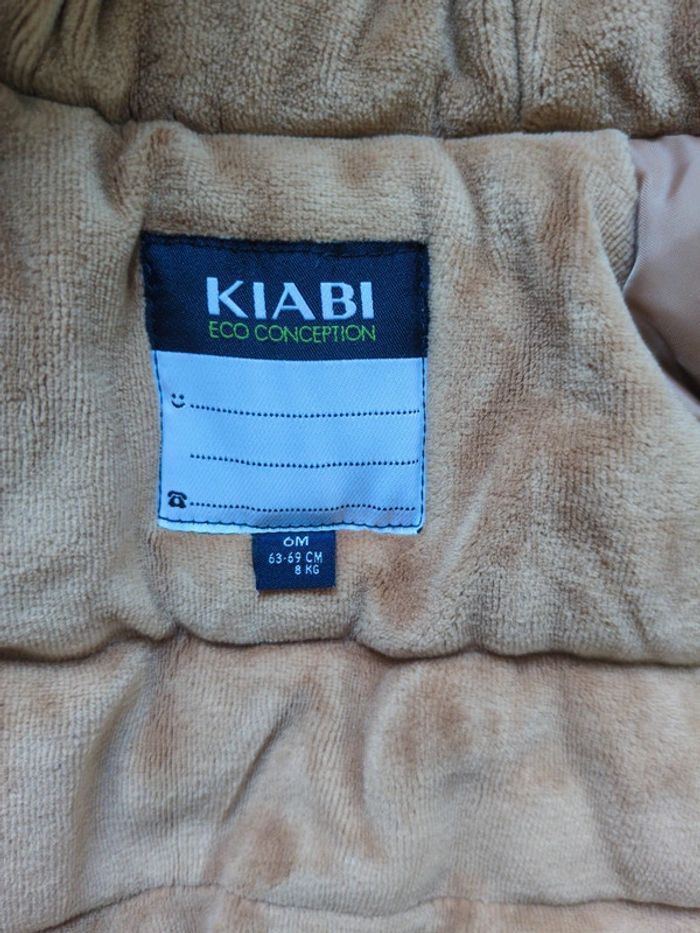 KIABI
ECO CONCEPTION
6M
63-69 CM
8 KG